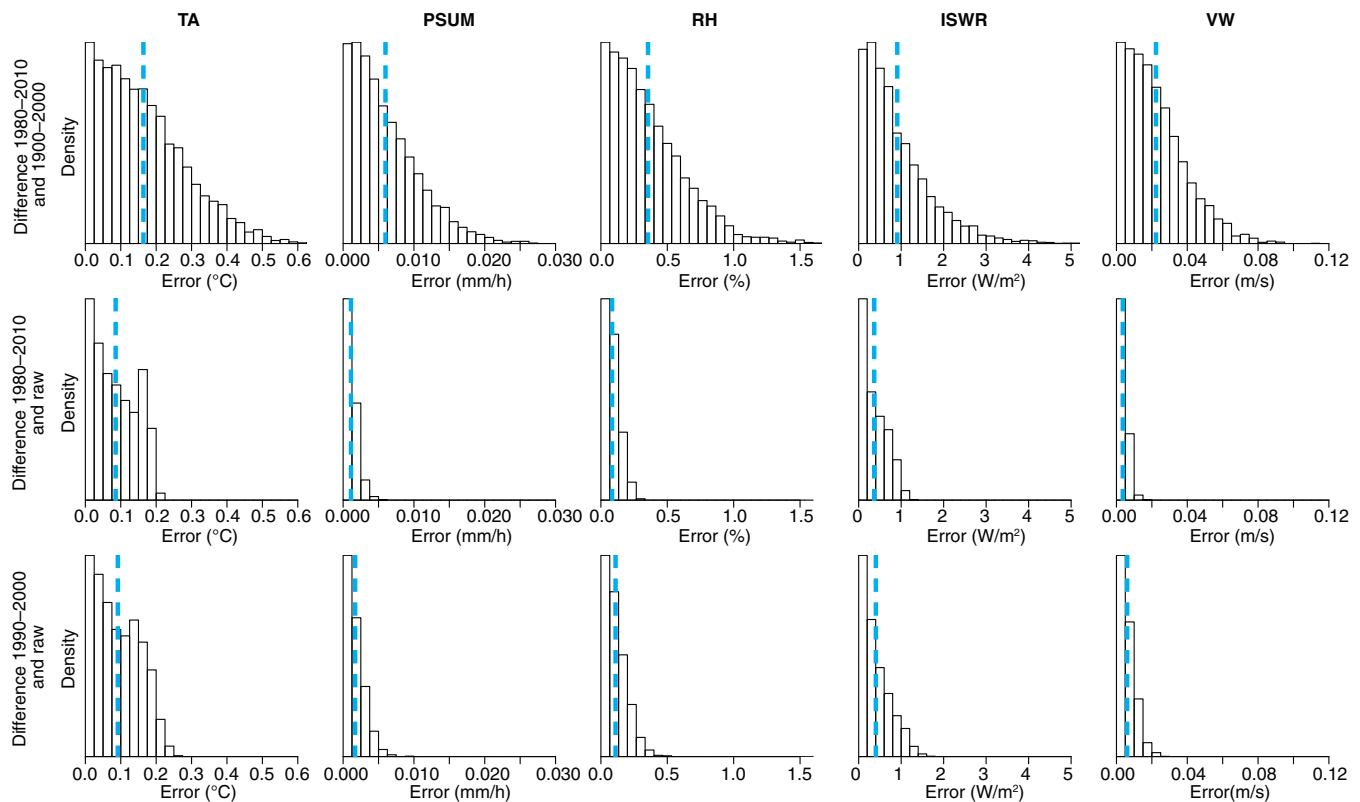 TA PSUM RH ISWR VW
Difference 1980–2010
and 1900–2000
Density
0.0 0.1 0.2 0.3 0.4 0.5 0.6
Error (°C)
0.000 0.010 0.020 0.030
Error (mm/h)
0.0 0.5 1.0 1.5
Error (%)
0 1 2 3 4 5
Error (W/m²)
0.00 0.04 0.08 0.12
Error (m/s)
Difference 1980–2010
and raw
Density
0.0 0.1 0.2 0.3 0.4 0.5 0.6
Error (°C)
0.000 0.010 0.020 0.030
Error (mm/h)
0.0 0.5 1.0 1.5
Error (%)
0 1 2 3 4 5
Error (W/m²)
0.00 0.04 0.08 0.12
Error (m/s)
Difference 1990–2000
and raw
Density
0.0 0.1 0.2 0.3 0.4 0.5 0.6
Error (°C)
0.000 0.010 0.020 0.030
Error (mm/h)
0.0 0.5 1.0 1.5
Error (%)
0 1 2 3 4 5
Error (W/m²)
0.00 0.04 0.08 0.12
Error(m/s)